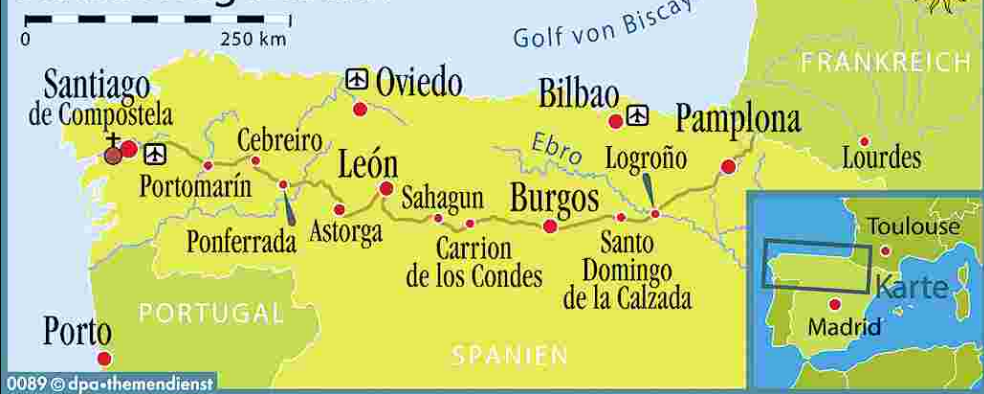 0 250 km
Golf von Biscaya
FRANKREICH
Santiago
de Compostela
Oviedo
Bilbao
Pamplona
Cebreiro
Ebro
Logroño
Lourdes
Portomarín
León
Sahagun
Burgos
Ponferrada
Astorga
Carrion
de los Condes
Santo
Domingo
de la Calzada
Toulouse
Karte
Madrid
PORTUGAL
Porto
SPANIEN
0089 © dpa•themendienst